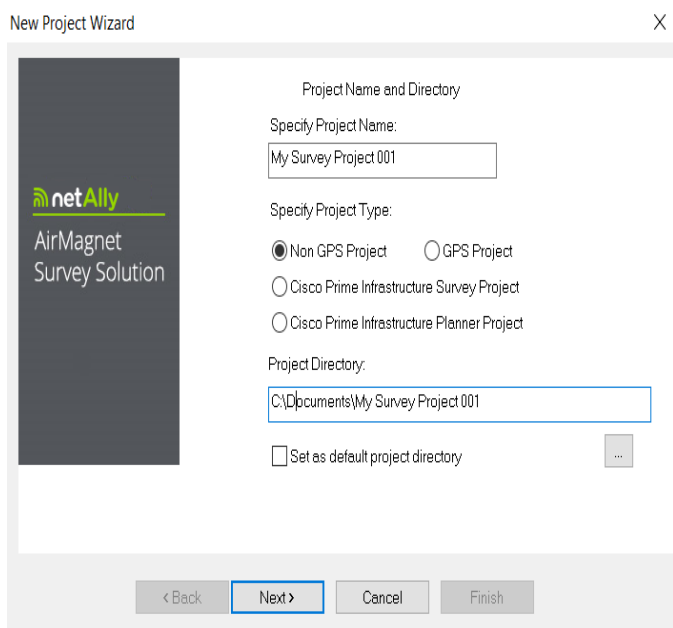 New Project Wizard
X
netAlly
AirMagnet
Survey Solution
Project Name and Directory
Specify Project Name:
My Survey Project 001
Specify Project Type:
Non GPS Project GPS Project
Cisco Prime Infrastructure Survey Project
Cisco Prime Infrastructure Planner Project
Project Directory:
C:\Documents\My Survey Project 001
Set as default project directory
...
< Back Next > Cancel Finish